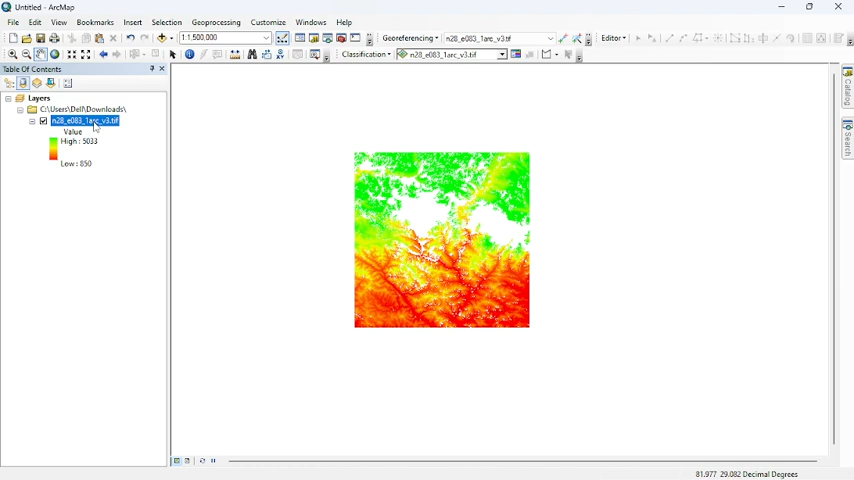 Untitled - ArcMap
File Edit View Bookmarks Insert Selection Geoprocessing Customize Windows Help
1:1,500,000 Georeferencing n28_e083_1arc_v3.tif Editor
Classification n28_e083_1arc_v3.tif
Table Of Contents
Layers
C:\Users\Dell\Downloads\
n28_e083_1arc_v3.tif
Value
High : 5033
Low : 850
Catalog
Search
81.977 29.082 Decimal Degrees